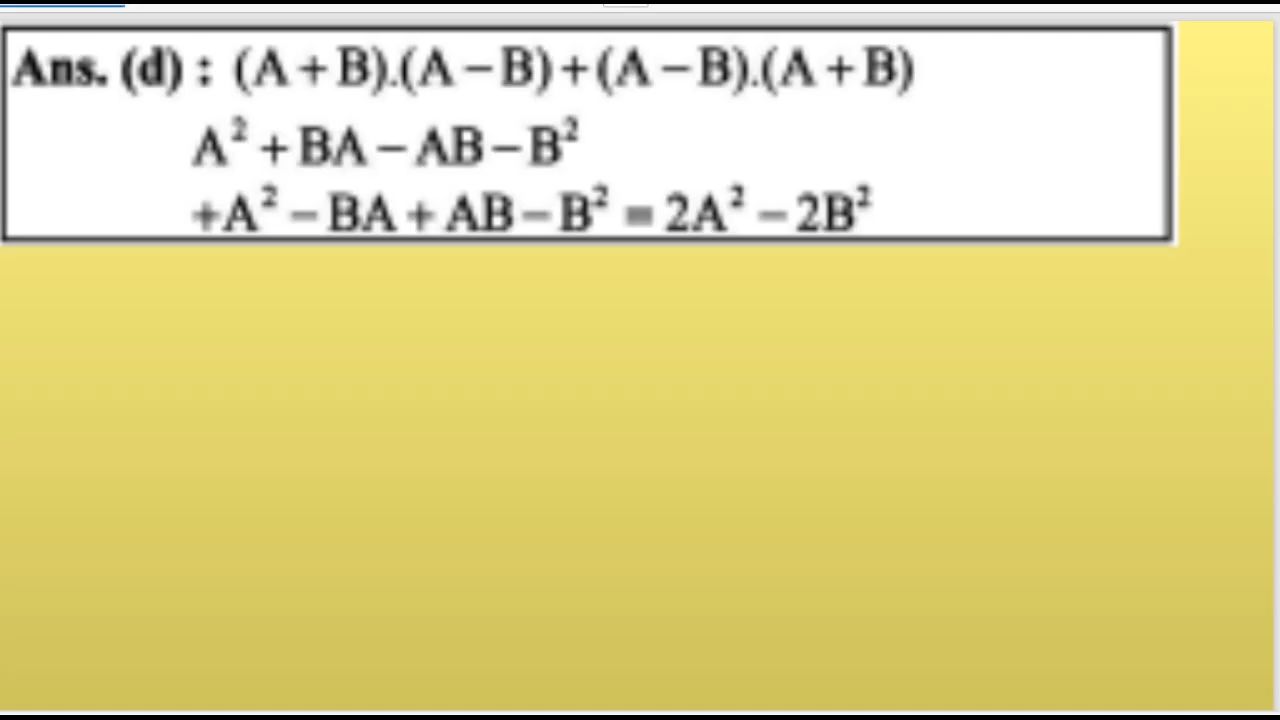 Ans. (d) : (A + B).(A − B) + (A − B).(A + B)
A² + BA − AB − B²
+A² − BA + AB − B² = 2A² − 2B²